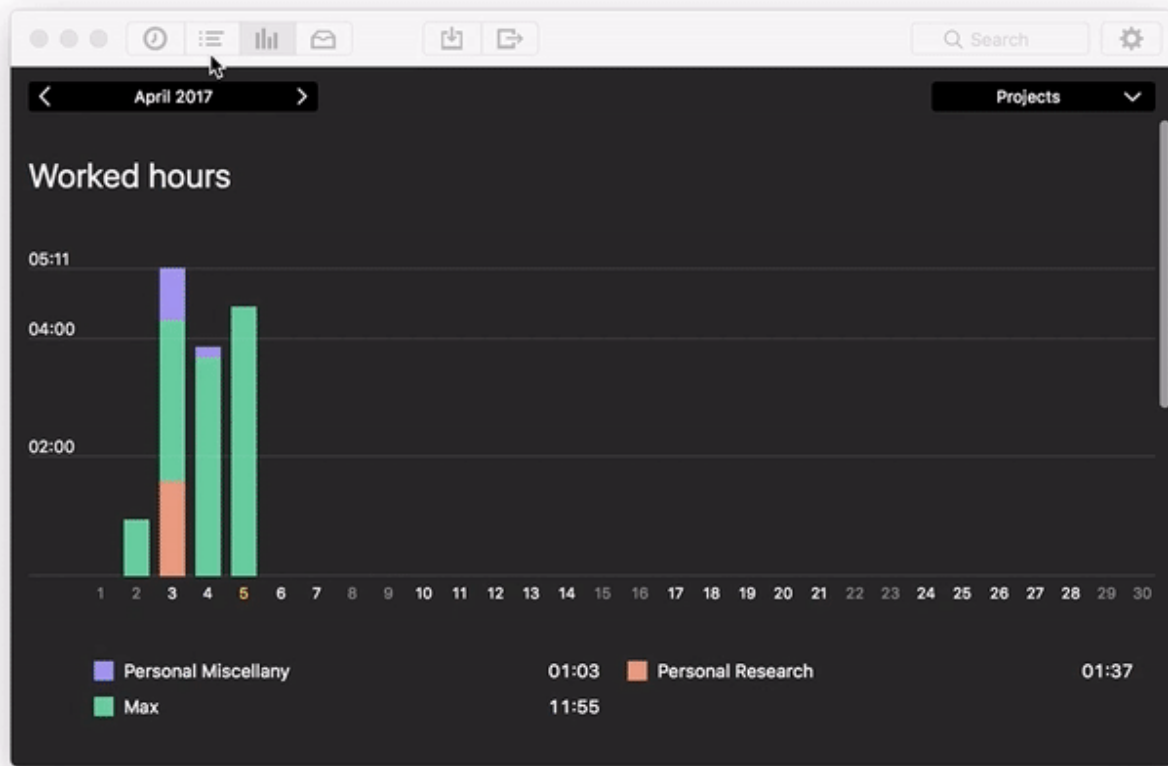 Search
April 2017
Projects
Worked hours
05:11
04:00
02:00
1 2 3 4 5 6 7 8 9 10 11 12 13 14 15 16 17 18 19 20 21 22 23 24 25 26 27 28 29 30
Personal Miscellany 01:03 Personal Research 01:37
Max 11:55